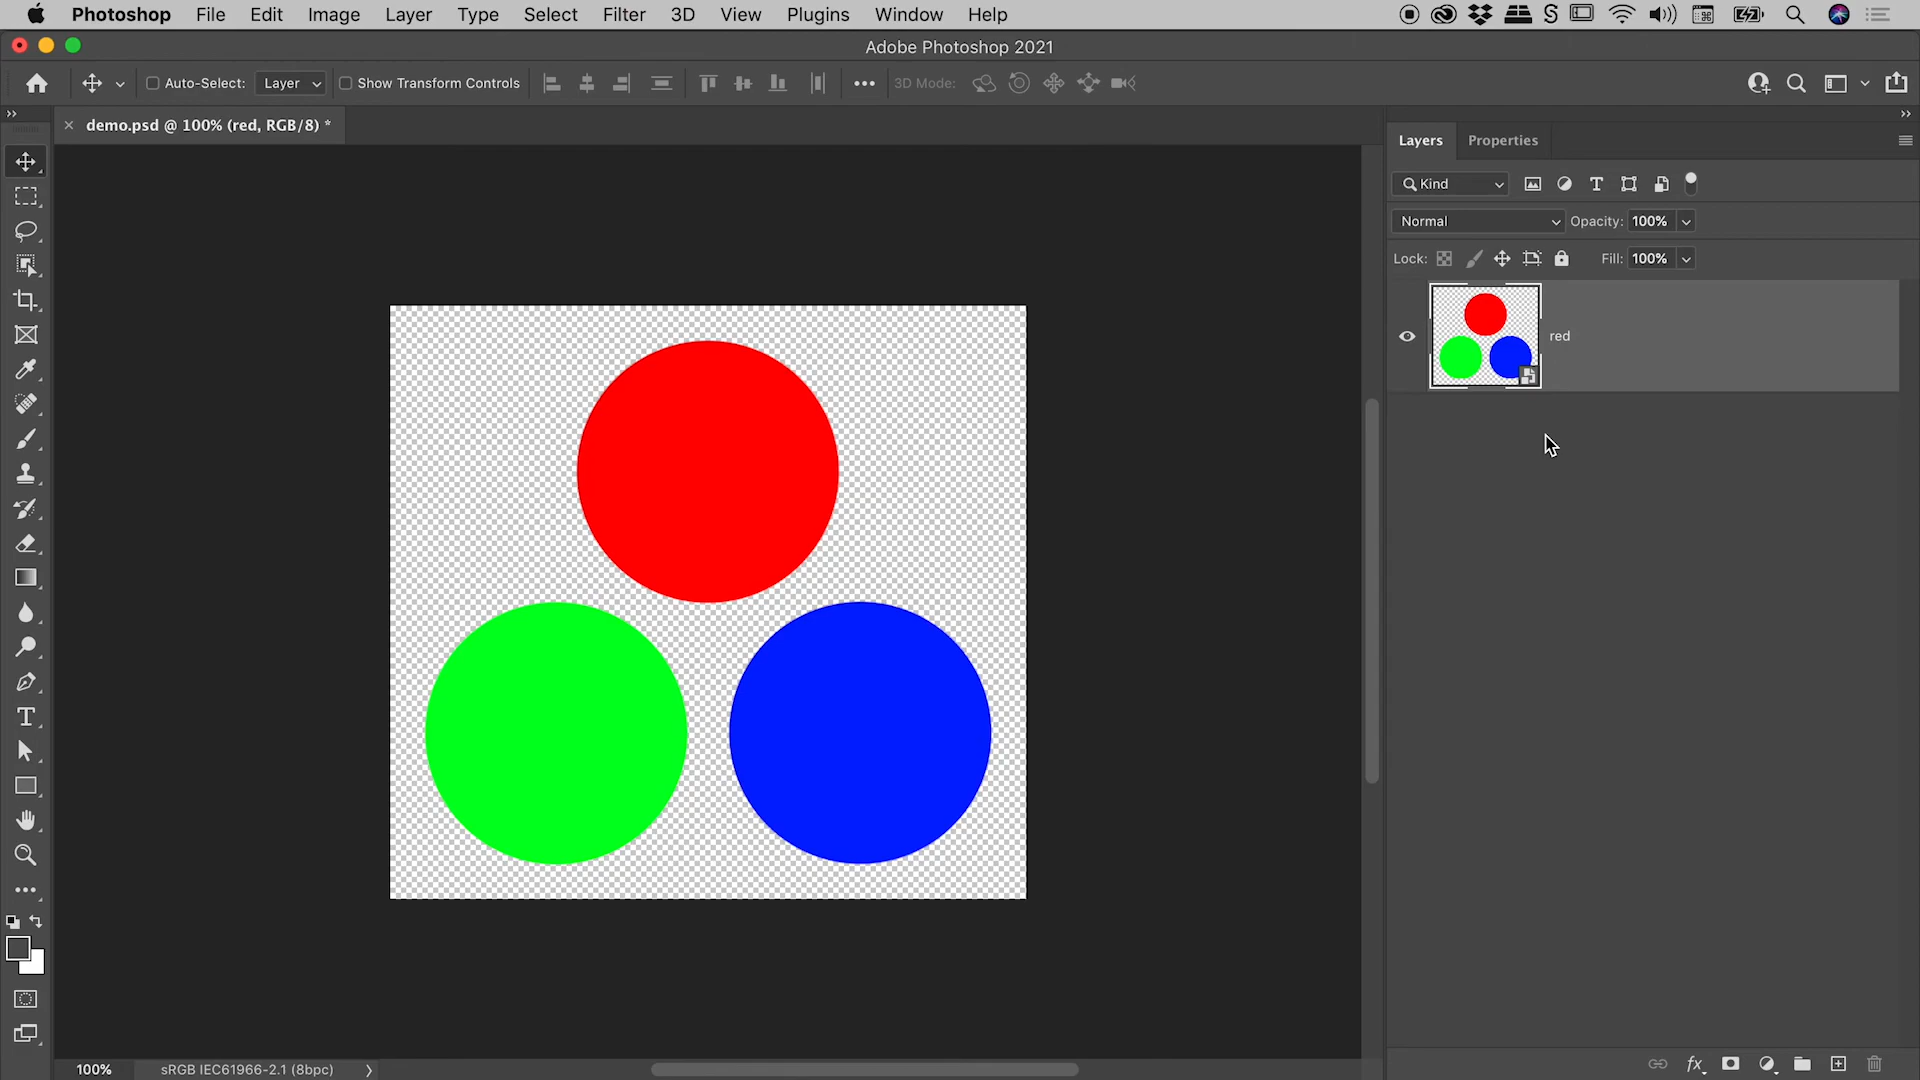 Photoshop File Edit Image Layer Type Select Filter 3D View Plugins Window Help
Adobe Photoshop 2021
Auto-Select: Layer Show Transform Controls 3D Mode:
demo.psd @ 100% (red, RGB/8) *
Layers Properties
Kind
Normal Opacity: 100%
Lock: Fill: 100%
red
100% sRGB IEC61966-2.1 (8bpc)